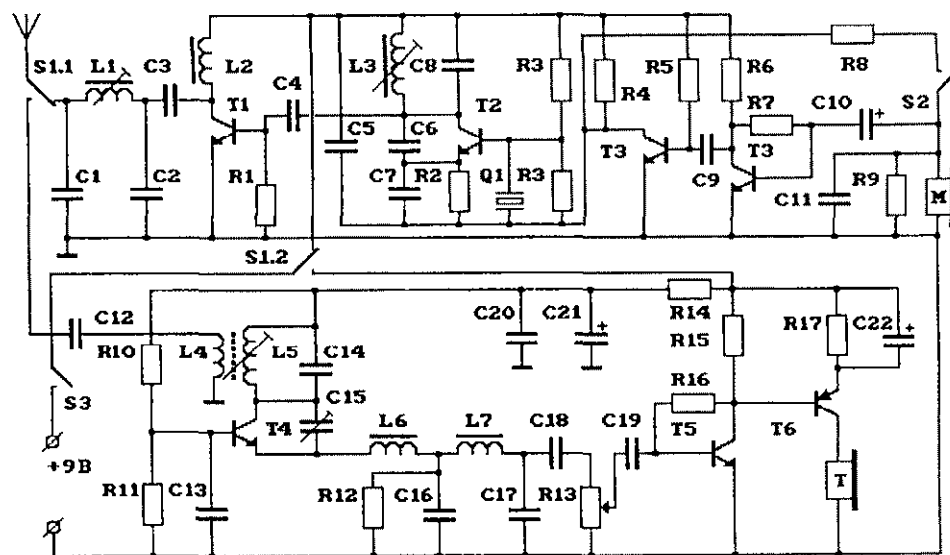 S1.1 L1 C3 L2 C4 L3 C8 R3 R4 R5 R6 R8
T1 T2 R7 C10 S2
C1 C2 R1 C5 C6 C7 R2 Q1 R3 T3 C9 T3 C11 R9 M
S1.2
C12 R10 L4 L5 C14 C20 C21 R14 R15 R17 C22
S3 C15 R16
T4 L6 L7 C18 C19 T5 T6
+9В
R11 C13 R12 C16 C17 R13 T
+ + +